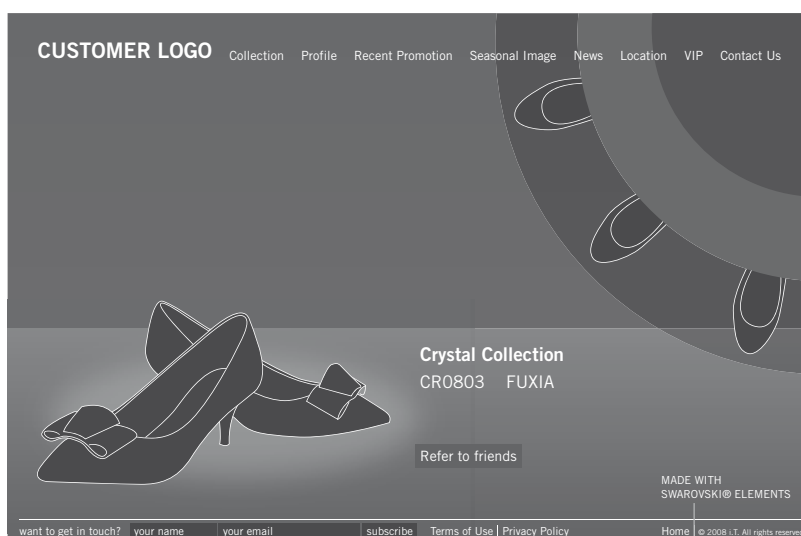 CUSTOMER LOGO Collection Profile Recent Promotion Seasonal Image News Location VIP Contact Us
Crystal Collection
CR0803 FUXIA
Refer to friends
MADE WITH
SWAROVSKI® ELEMENTS
want to get in touch? your name your email subscribe Terms of Use | Privacy Policy Home | © 2008 i.T. All rights reserved